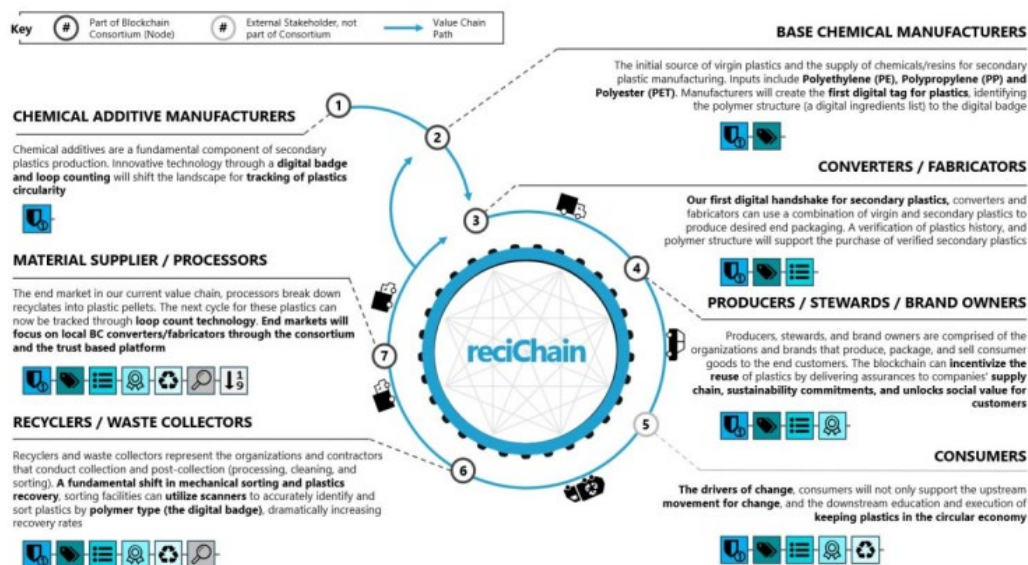 Key
#
Part of Blockchain
Consortium (Node)
#
External Stakeholder, not
part of Consortium
Value Chain
Path
BASE CHEMICAL MANUFACTURERS
The initial source of virgin plastics and the supply of chemicals/resins for secondary
plastic manufacturing. Inputs include Polyethylene (PE), Polypropylene (PP) and
Polyester (PET). Manufacturers will create the first digital tag for plastics, identifying
the polymer structure (a digital ingredients list) to the digital badge
CHEMICAL ADDITIVE MANUFACTURERS
Chemical additives are a fundamental component of secondary
plastics production. Innovative technology through a digital badge
and loop counting will shift the landscape for tracking of plastics
circularity
1
2
3
4
5
6
7
reciChain
CONVERTERS / FABRICATORS
Our first digital handshake for secondary plastics, converters and
fabricators can use a combination of virgin and secondary plastics to
produce desired end packaging. A verification of plastics history, and
polymer structure will support the purchase of verified secondary plastics
MATERIAL SUPPLIER / PROCESSORS
The end market in our current value chain, processors break down
recyclates into plastic pellets. The next cycle for these plastics can
now be tracked through loop count technology. End markets will
focus on local BC converters/fabricators through the consortium
and the trust based platform
1
9
PRODUCERS / STEWARDS / BRAND OWNERS
Producers, stewards, and brand owners are comprised of the
organizations and brands that produce, package, and sell consumer
goods to the end customers. The blockchain can incentivize the
reuse of plastics by delivering assurances to companies' supply
chain, sustainability commitments, and unlocks social value for
customers
RECYCLERS / WASTE COLLECTORS
Recyclers and waste collectors represent the organizations and contractors
that conduct collection and post-collection (processing, cleaning, and
sorting). A fundamental shift in mechanical sorting and plastics
recovery, sorting facilities can utilize scanners to accurately identify and
sort plastics by polymer type (the digital badge), dramatically increasing
recovery rates
CONSUMERS
The drivers of change, consumers will not only support the upstream
movement for change, and the downstream education and execution of
keeping plastics in the circular economy